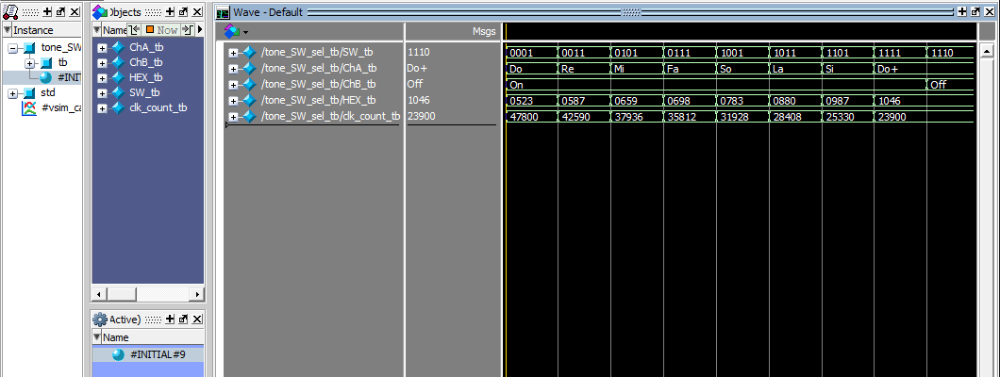 Objects
Wave - Default
Instance
Name
Now
Msgs
tone_SW
tb
#INITI
std
#vsim_ca
ChA_tb
ChB_tb
HEX_tb
SW_tb
clk_count_tb
/tone_SW_sel_tb/SW_tb 1110 0001 0011 0101 0111 1001 1011 1101 1111 1110
/tone_SW_sel_tb/ChA_tb Do+ Do Re Mi Fa So La Si Do+
/tone_SW_sel_tb/ChB_tb Off On Off
/tone_SW_sel_tb/HEX_tb 1046 0523 0587 0659 0698 0783 0880 0987 1046
/tone_SW_sel_tb/clk_count_tb 23900 47800 42590 37936 35812 31928 28408 25330 23900
Active)
Name
#INITIAL#9